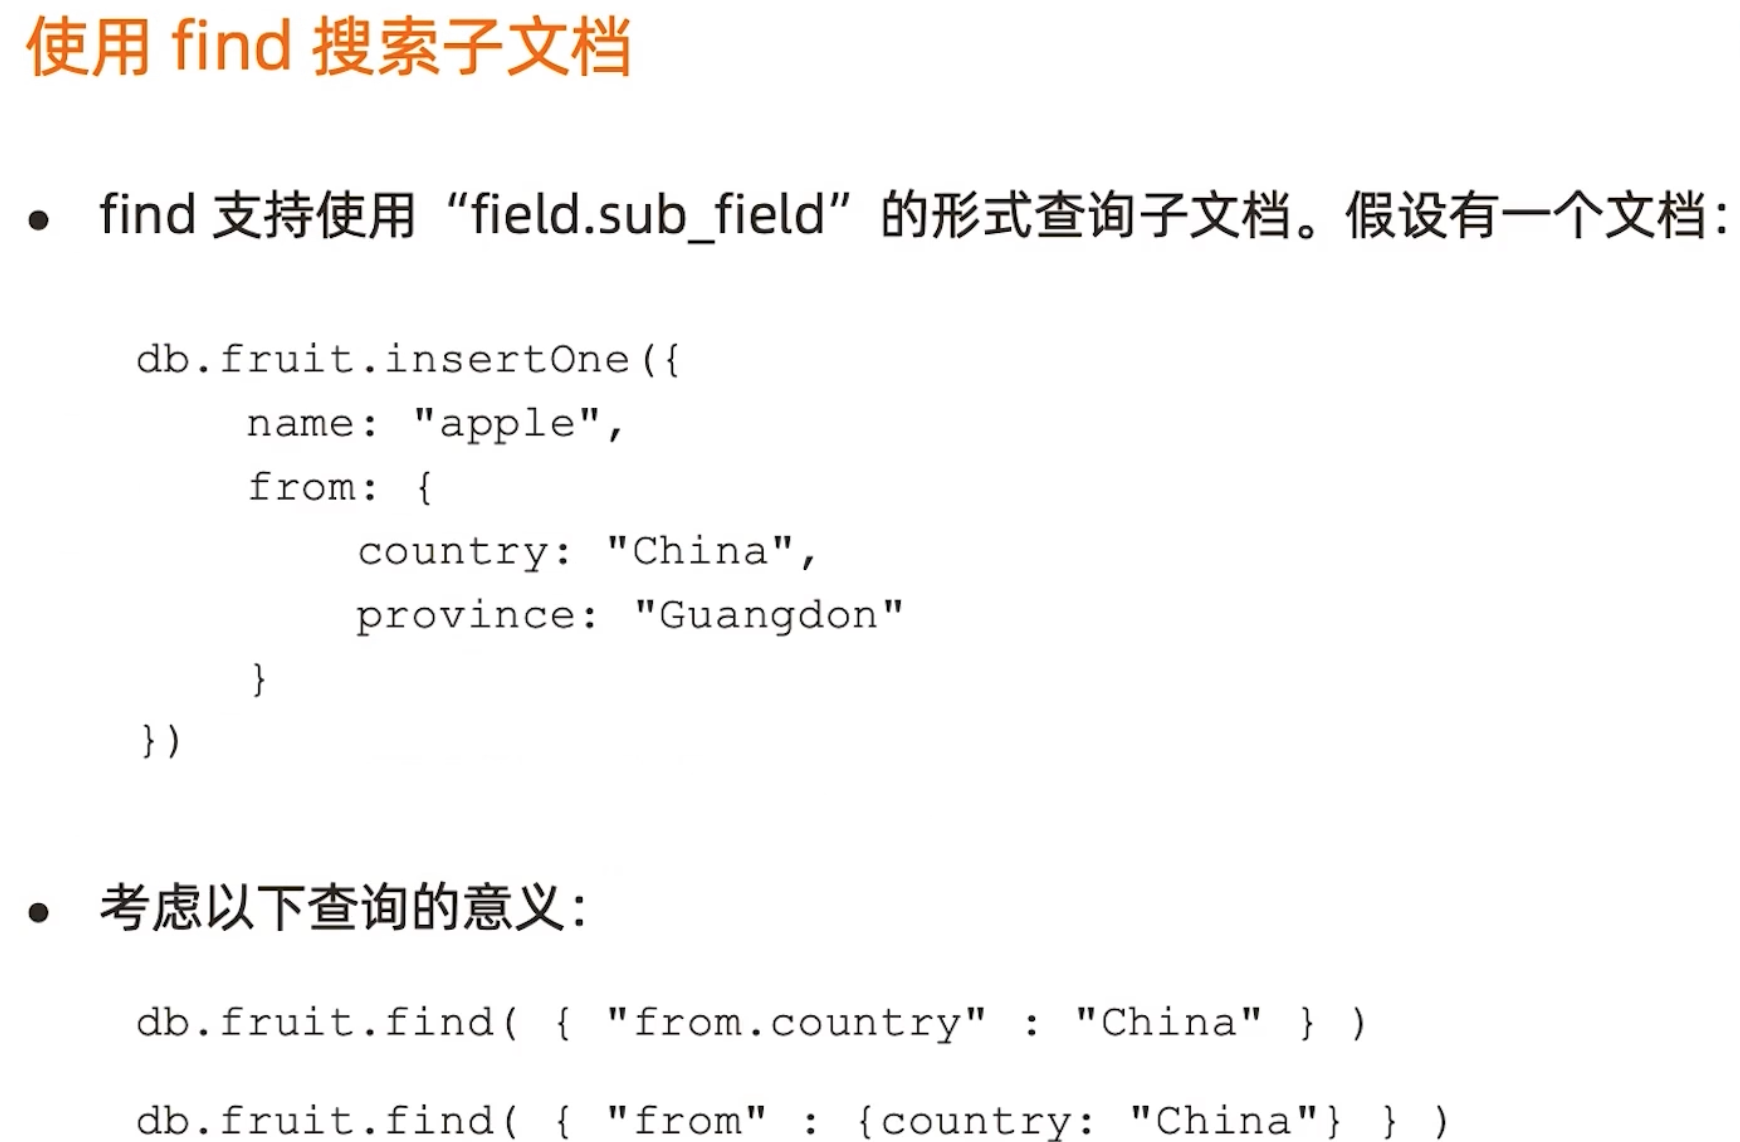 使用 find 搜索子文档
• find 支持使用“field.sub_field”的形式查询子文档。假设有一个文档：
db.fruit.insertOne({
    name: "apple",
    from: {
        country: "China",
        province: "Guangdon"
    }
})
• 考虑以下查询的意义：
db.fruit.find( { "from.country" : "China" } )
db.fruit.find( { "from" : {country: "China"} } )